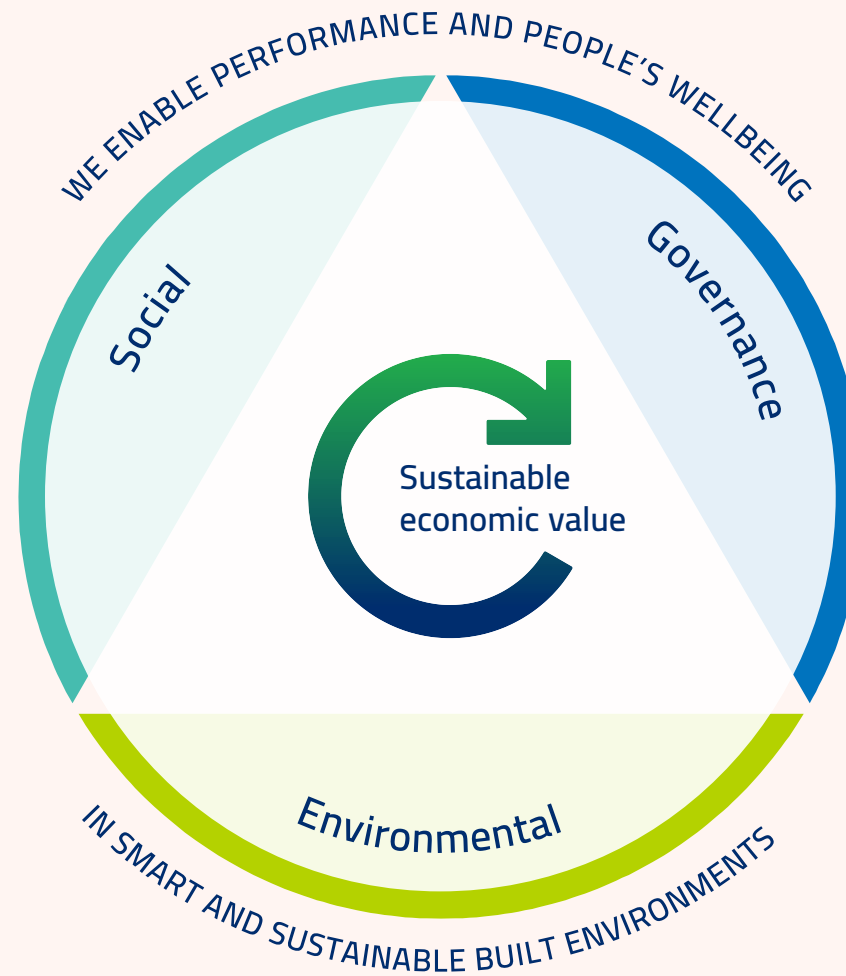 WE ENABLE PERFORMANCE AND PEOPLE’S WELLBEING
Social
Governance
Sustainable
economic value
Environmental
IN SMART AND SUSTAINABLE BUILT ENVIRONMENTS